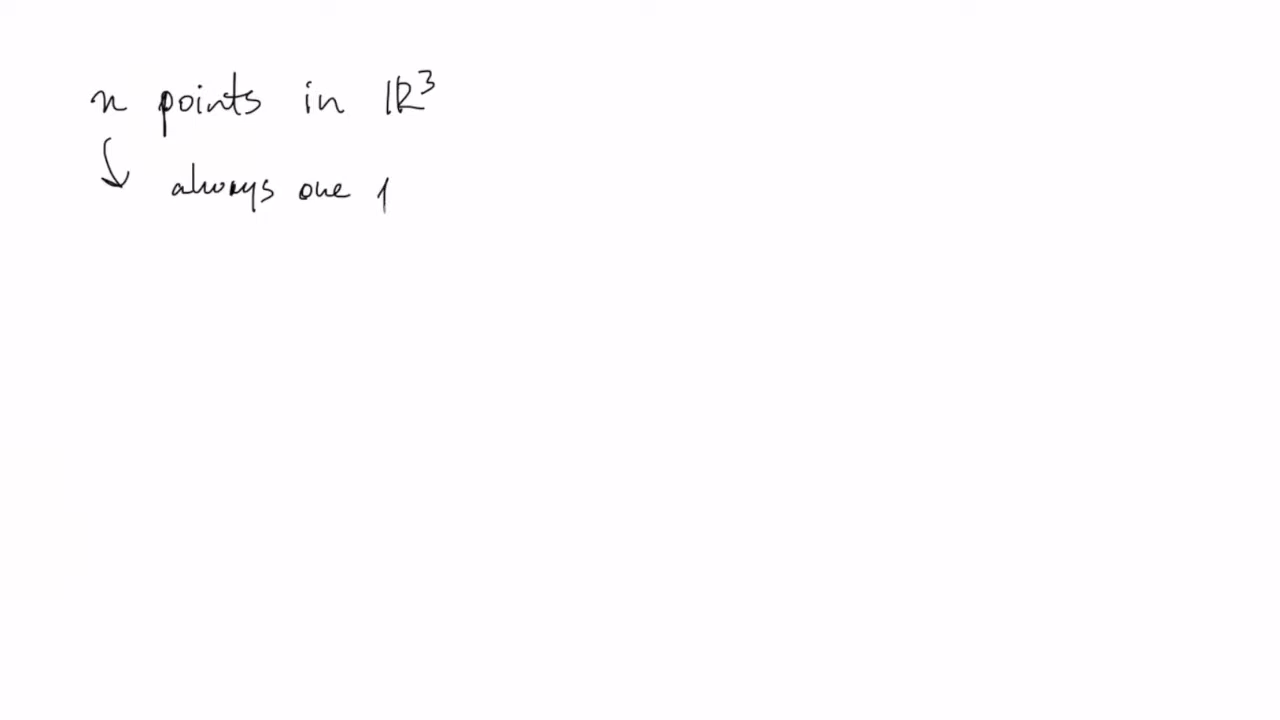 n points in ℝ³
↓ always one